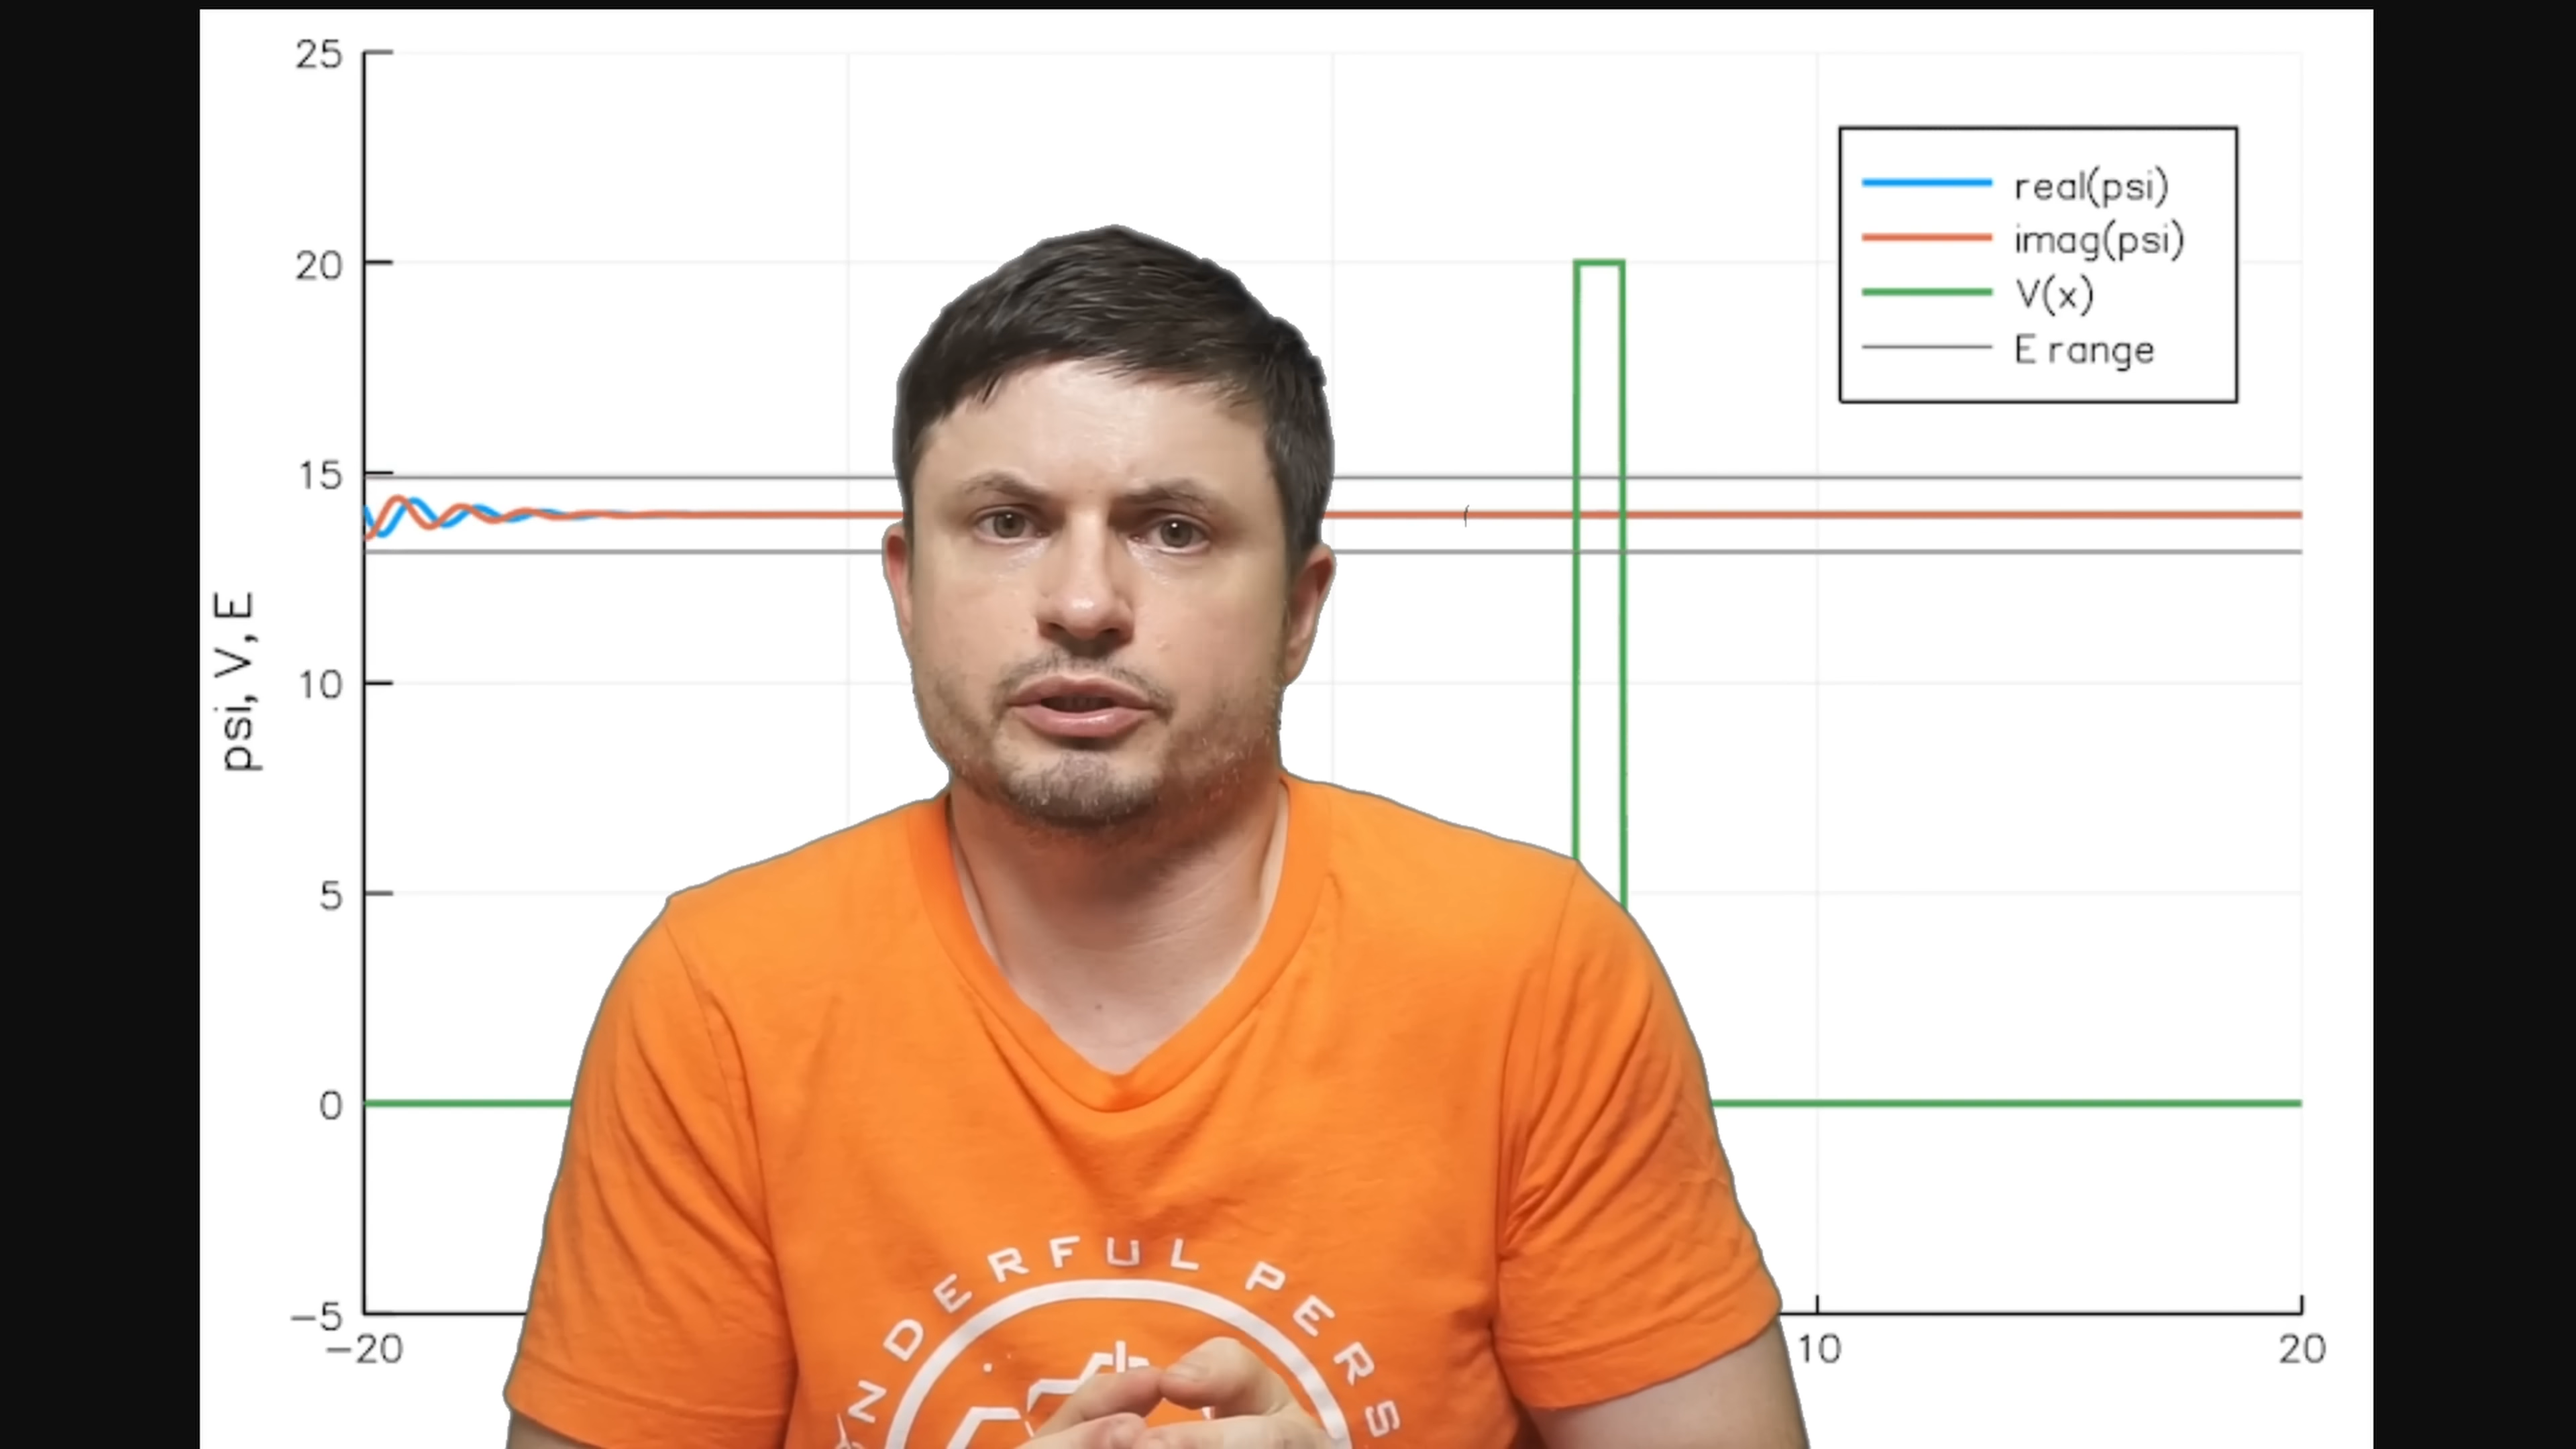 25
20
15
10
5
0
−5
−20
10
20
psi, V, E
real(psi)
imag(psi)
V(x)
E range
NDERFUL PERS